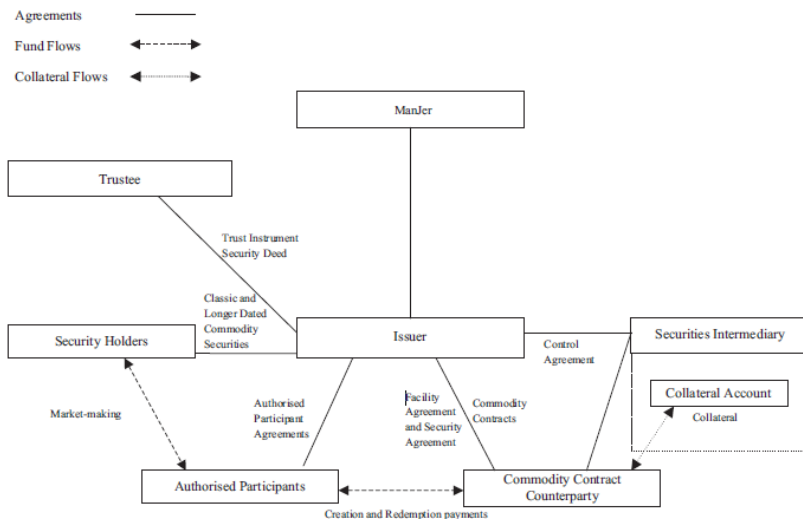 Agreements
Fund Flows
Collateral Flows
ManJer
Trustee
Trust Instrument
Security Deed
Classic and
Longer Dated
Commodity
Securities
Security Holders
Issuer
Securities Intermediary
Control
Agreement
Collateral Account
Collateral
Market-making
Authorised
Participant
Agreements
Facility
Agreement
and Security
Agreement
Commodity
Contracts
Authorised Participants
Commodity Contract
Counterparty
Creation and Redemption payments